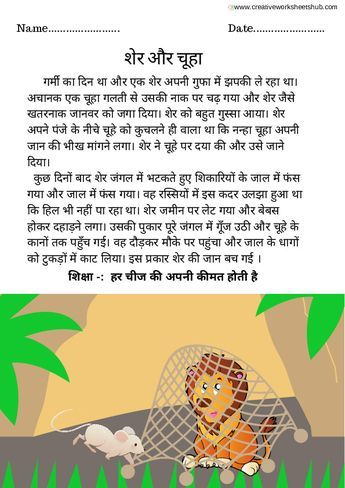 www.creativeworksheetshub.com
Name........................
Date.......................
शेर और चूहा
गर्मी का दिन था और एक शेर अपनी गुफा में झपकी ले रहा था।
अचानक एक चूहा गलती से उसकी नाक पर चढ़ गया और शेर जैसे
खतरनाक जानवर को जगा दिया। शेर को बहुत गुस्सा आया। शेर
अपने पंजे के नीचे चूहे को कुचलने ही वाला था कि नन्हा चूहा अपनी
जान की भीख मांगने लगा। शेर ने चूहे पर दया की और उसे जाने
दिया।
कुछ दिनों बाद शेर जंगल में भटकते हुए शिकारियों के जाल में फंस
गया और जाल में फंस गया। वह रस्सियों में इस कदर उलझा हुआ था
कि हिल भी नहीं पा रहा था। शेर जमीन पर लेट गया और बेबस
होकर दहाड़ने लगा। उसकी पुकार पूरे जंगल में गूँज उठी और चूहे के
कानों तक पहुँच गई। वह दौड़कर मौके पर पहुंचा और जाल के धागों
को टुकड़ों में काट लिया। इस प्रकार शेर की जान बच गई ।
शिक्षा -: हर चीज की अपनी कीमत होती है